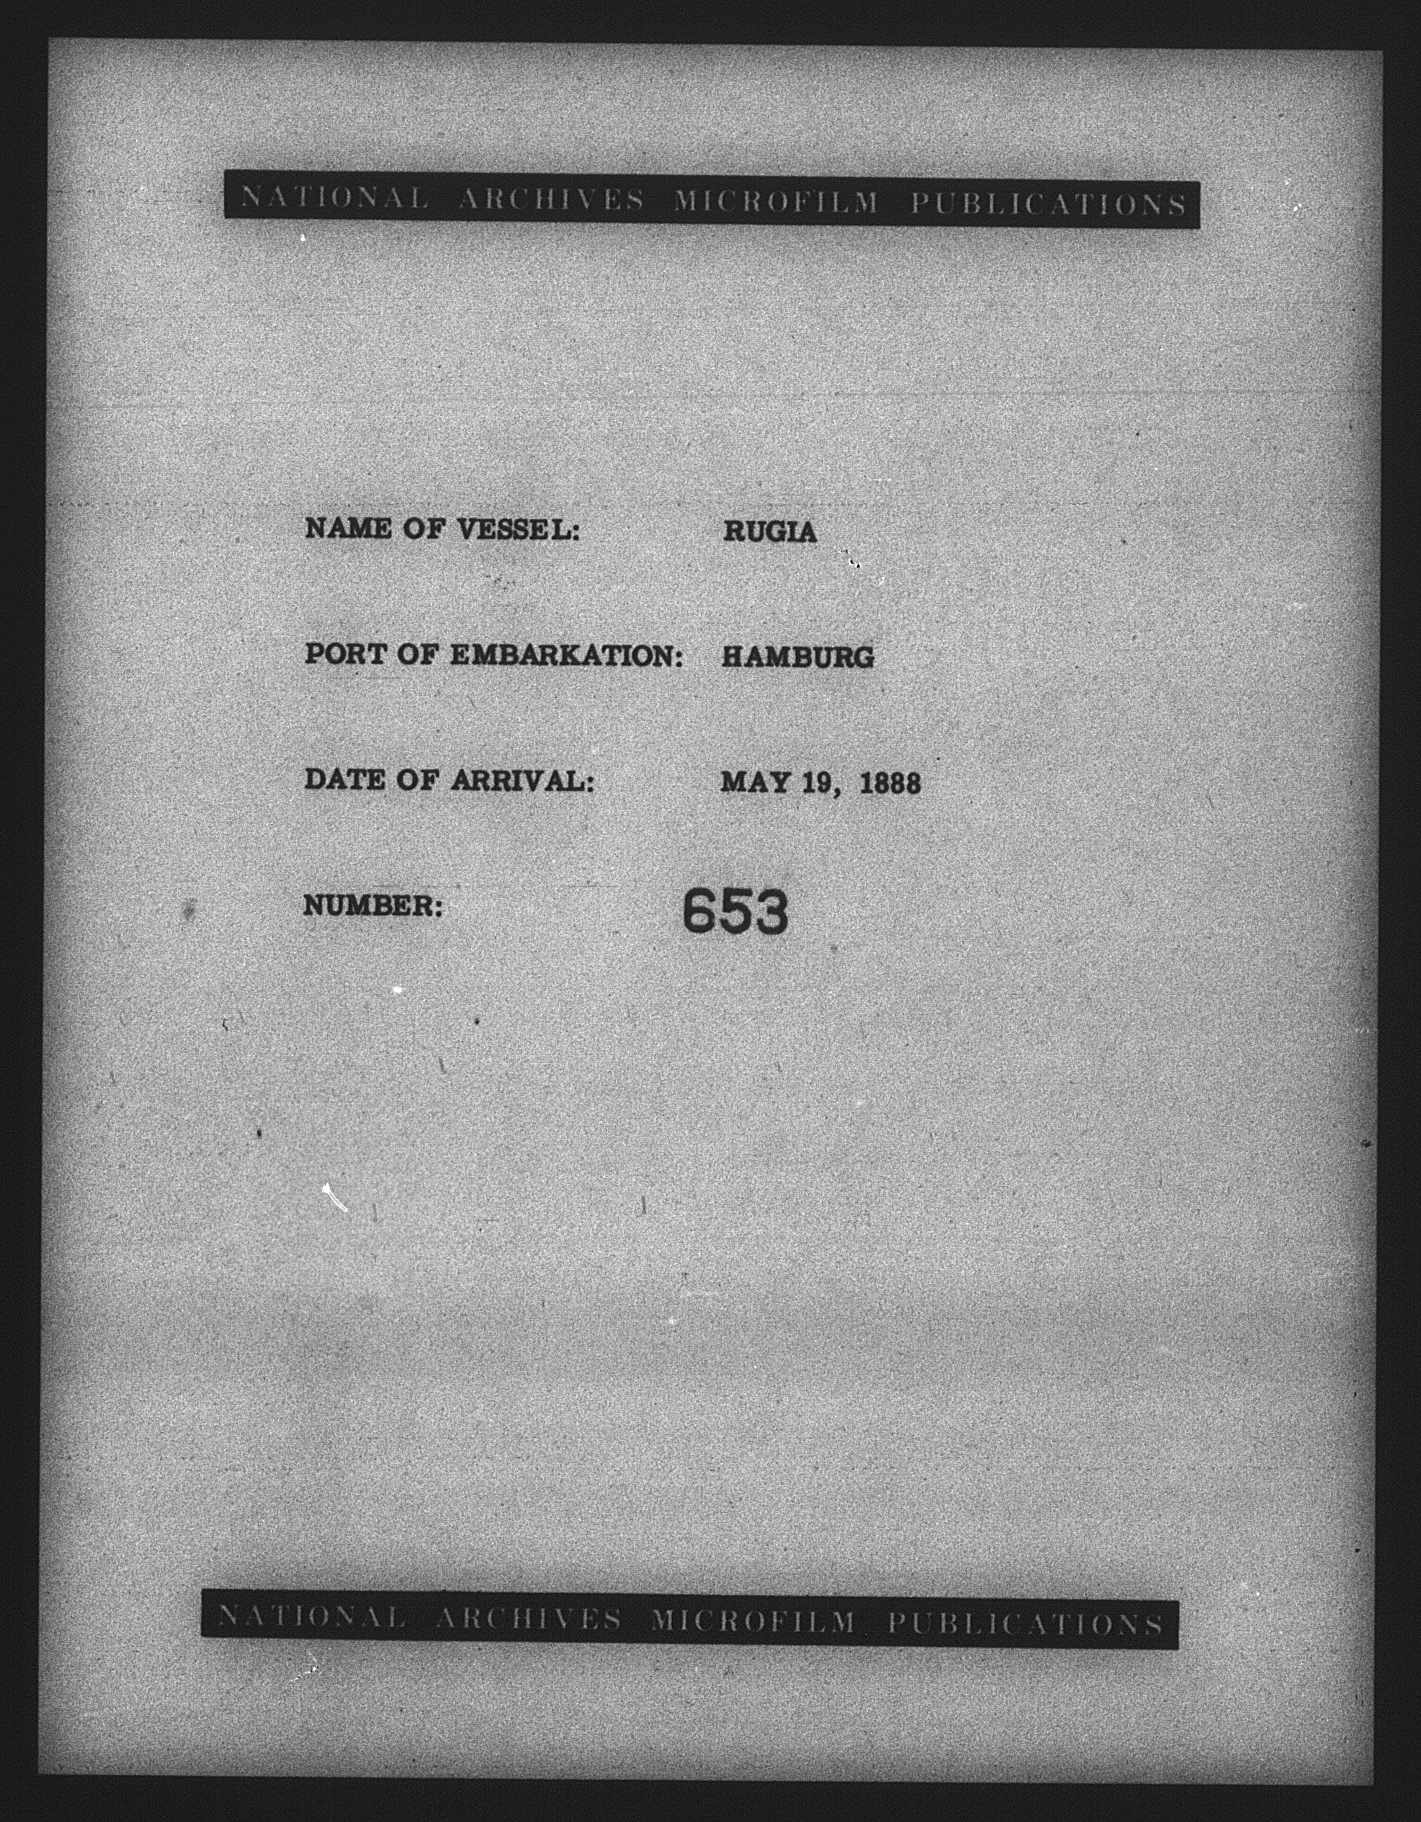 NATIONAL ARCHIVES MICROFILM PUBLICATIONS
NAME OF VESSEL: RUGIA
PORT OF EMBARKATION: HAMBURG
DATE OF ARRIVAL: MAY 19, 1888
NUMBER: 653
NATIONAL ARCHIVES MICROFILM PUBLICATIONS